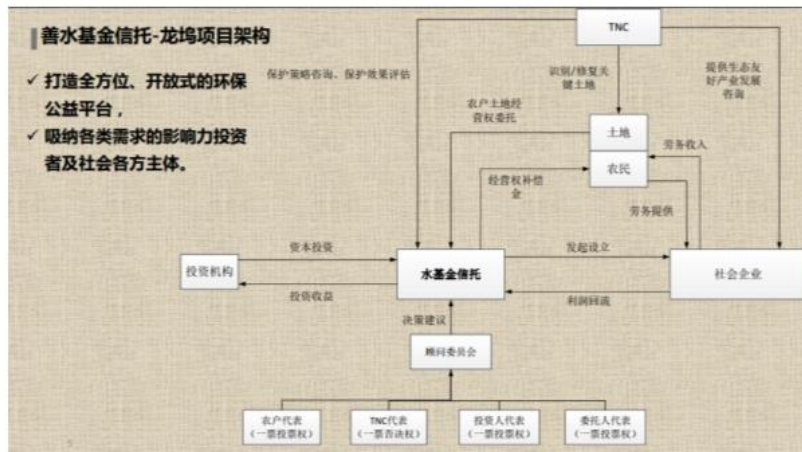 善水基金信托-龙坞项目架构
✓ 打造全方位、开放式的环保
公益平台，
✓ 吸纳各类需求的影响力投资
者及社会各方主体。
TNC
保护策略咨询、保护效果评估
识别/修复关
键土地
提供生态友
好产业发展
咨询
农户土地经
营权委托
土地
农民
劳务收入
经营权补偿
金
劳务提供
投资机构
资本投资
投资收益
水基金信托
发起设立
利润回流
社会企业
决策建议
顾问委员会
农户代表
（一票投票权）
TNC代表
（一票否决权）
投资人代表
（一票投票权）
委托人代表
（一票投票权）